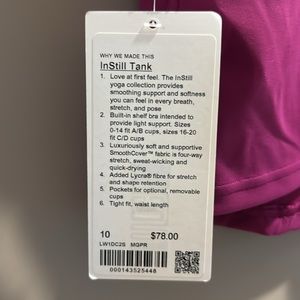 WHY WE MADE THIS
InStill Tank
1. Love at first feel. The InStill
yoga collection provides
smoothing support and softness
you can feel in every breath,
stretch, and pose
2. Built-in shelf bra intended to
provide light support. Sizes
0-14 fit A/B cups, sizes 16-20
fit C/D cups
3. Luxuriously soft and supportive
SmoothCover™ fabric is four-way
stretch, sweat-wicking and
quick-drying
4. Added Lycra® fibre for stretch
and shape retention
5. Pockets for optional, removable
cups
6. Tight fit, waist length
10 $78.00
LW1DC2S MGPR
000143525448